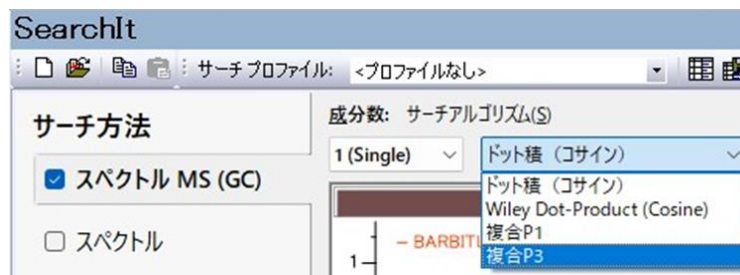 SearchIt
サーチ プロファイル: <プロファイルなし>
サーチ方法
成分数: サーチアルゴリズム(S)
1 (Single) ドット積（コサイン）
スペクトル MS (GC)
ドット積（コサイン）
Wiley Dot-Product (Cosine)
複合P1
複合P3
スペクトル
1
– BARBIT